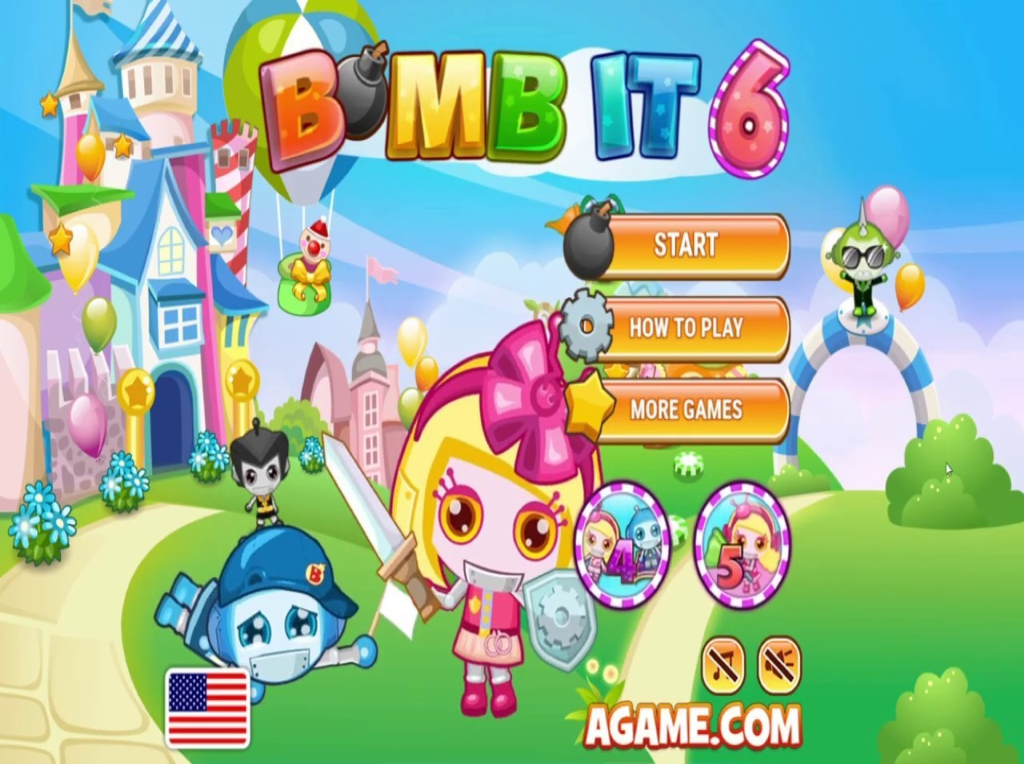 BOMB IT 6
START
HOW TO PLAY
MORE GAMES
4
5
B
AGAME.COM